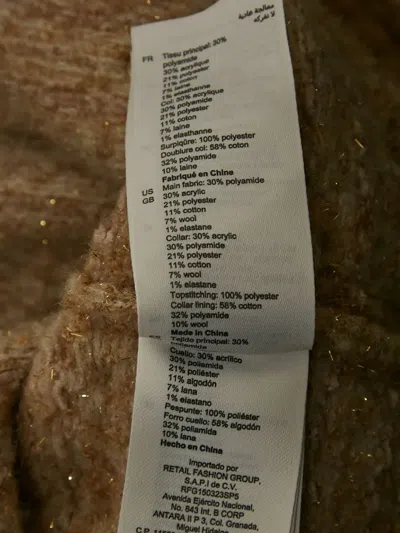 معالجة عادية
لا تفركه
FR Tissu principal: 30%
polyamide
30% acrylique
21% polyester
11% coton
7% laine
1% elasthanne
Col: 30% acrylique
30% polyamide
21% polyester
11% coton
7% laine
1% elasthanne
Surpiqûre: 100% polyester
Doublure col: 58% coton
32% polyamide
10% laine
Fabriqué en Chine
US Main fabric: 30% polyamide
GB 30% acrylic
21% polyester
11% cotton
7% wool
1% elastane
Collar: 30% acrylic
30% polyamide
21% polyester
11% cotton
7% wool
1% elastane
Topstitching: 100% polyester
Collar lining: 58% cotton
32% polyamide
10% wool
Made in China
Tejido principal: 30%
poliamida
Cuello: 30% acrílico
30% poliamida
21% poliéster
11% algodón
7% lana
1% elastano
Pespunte: 100% poliéster
Forro cuello: 58% algodón
32% poliamida
10% lana
Hecho en China
Importado por
RETAIL FASHION GROUP,
S.A.P.I de C.V.
RFG150323SP5
Avenida Ejército Nacional,
No. 843 Int. B CORP
ANTARA II P 3, Col. Granada,
Miguel Hidalgo
C.P.